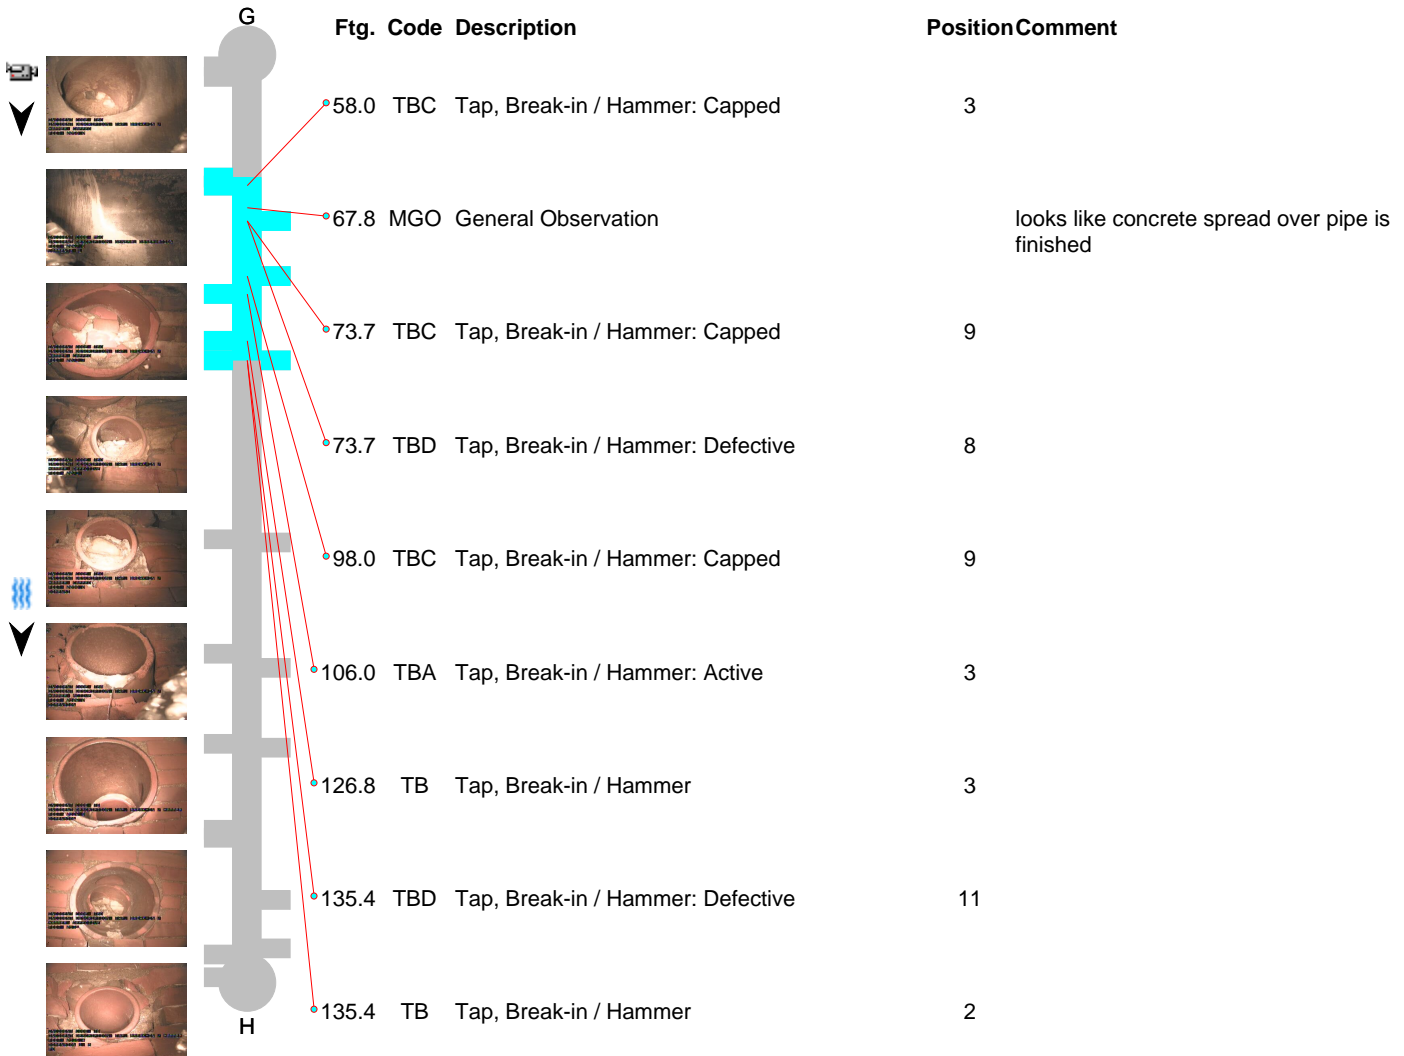 G
Ftg. Code Description Position Comment
58.0 TBC Tap, Break-in / Hammer: Capped 3
67.8 MGO General Observation looks like concrete spread over pipe is
finished
73.7 TBC Tap, Break-in / Hammer: Capped 9
73.7 TBD Tap, Break-in / Hammer: Defective 8
98.0 TBC Tap, Break-in / Hammer: Capped 9
106.0 TBA Tap, Break-in / Hammer: Active 3
126.8 TB Tap, Break-in / Hammer 3
135.4 TBD Tap, Break-in / Hammer: Defective 11
135.4 TB Tap, Break-in / Hammer 2
H